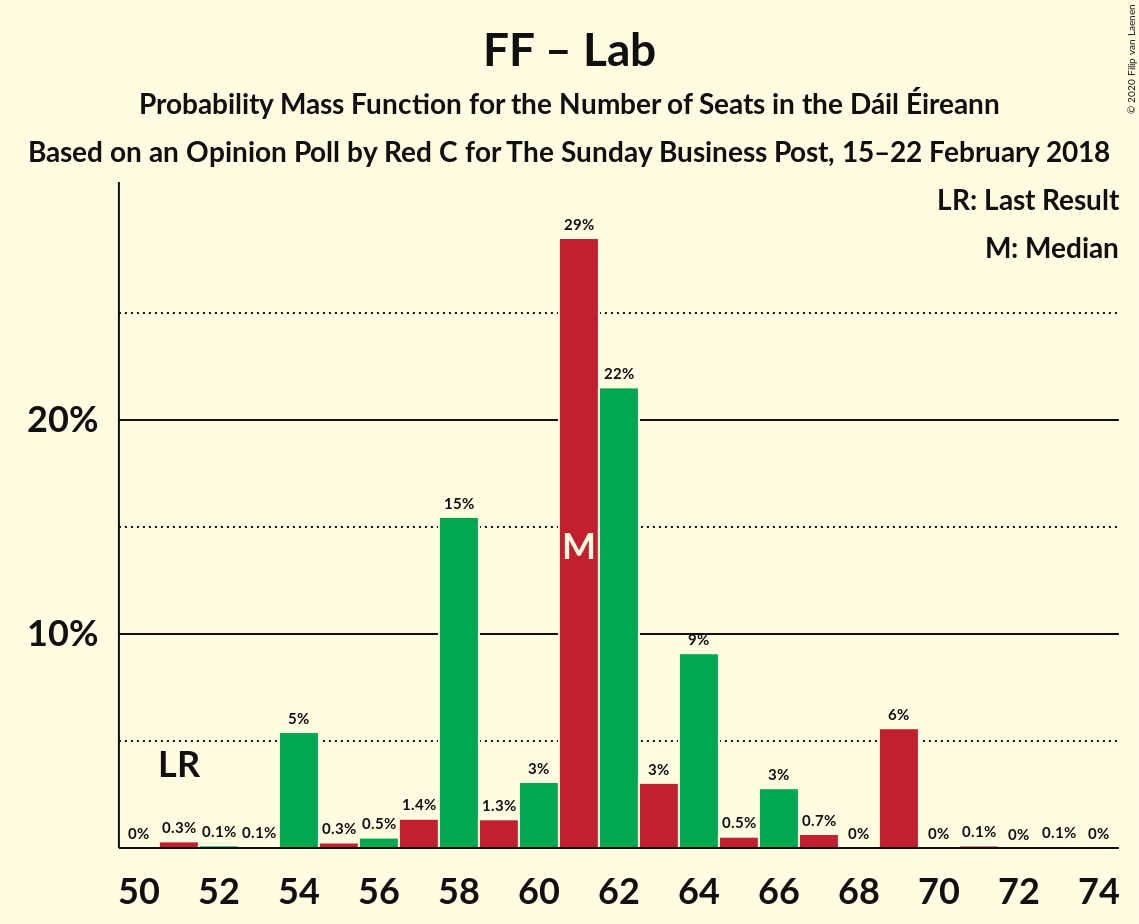 FF – Lab
Probability Mass Function for the Number of Seats in the Dáil Éireann
Based on an Opinion Poll by Red C for The Sunday Business Post, 15–22 February 2018
© 2020 Filip van Laenen
LR: Last Result
M: Median
20%
10%
0% 0.3% 0.1% 0.1% 5% 0.3% 0.5% 1.4% 15% 1.3% 3% 29% 22% 3% 9% 0.5% 3% 0.7% 0% 6% 0% 0.1% 0% 0.1% 0%
LR
M
50 52 54 56 58 60 62 64 66 68 70 72 74